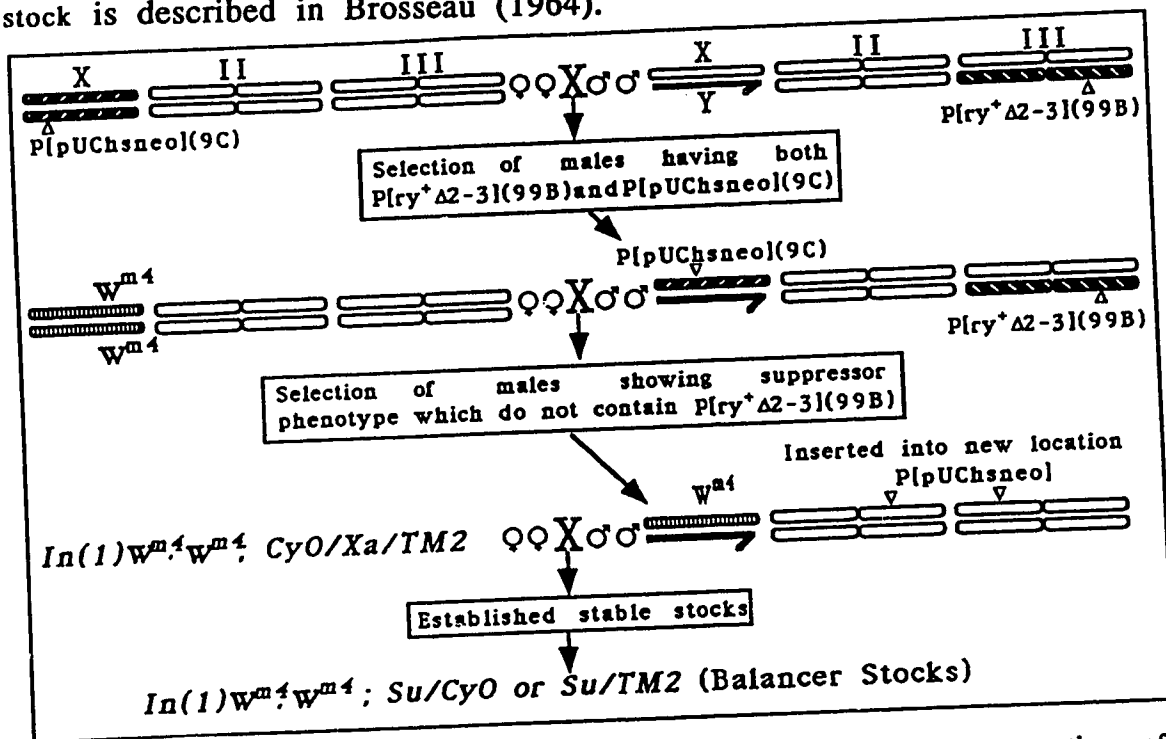 stock is described in Brosseau (1964).
X II III ♀♀X♂♂ X II III
Y
P[pUChsneo](9C) P[ry+ Δ2-3](99B)
Selection of males having both
P[ry+ Δ2-3](99B)and P[pUChsneo](9C)
P[pUChsneo](9C)
Wm4 ♀♀X♂♂
Wm4 P[ry+ Δ2-3](99B)
Selection of males showing suppressor
phenotype which do not contain P[ry+ Δ2-3](99B)
Inserted into new location
Wm4 P[pUChsneo]
In(1)Wm4; Wm4; CyO/Xa/TM2 ♀♀X♂♂
Established stable stocks
In(1)Wm4; Wm4; Su/CyO or Su/TM2 (Balancer Stocks)